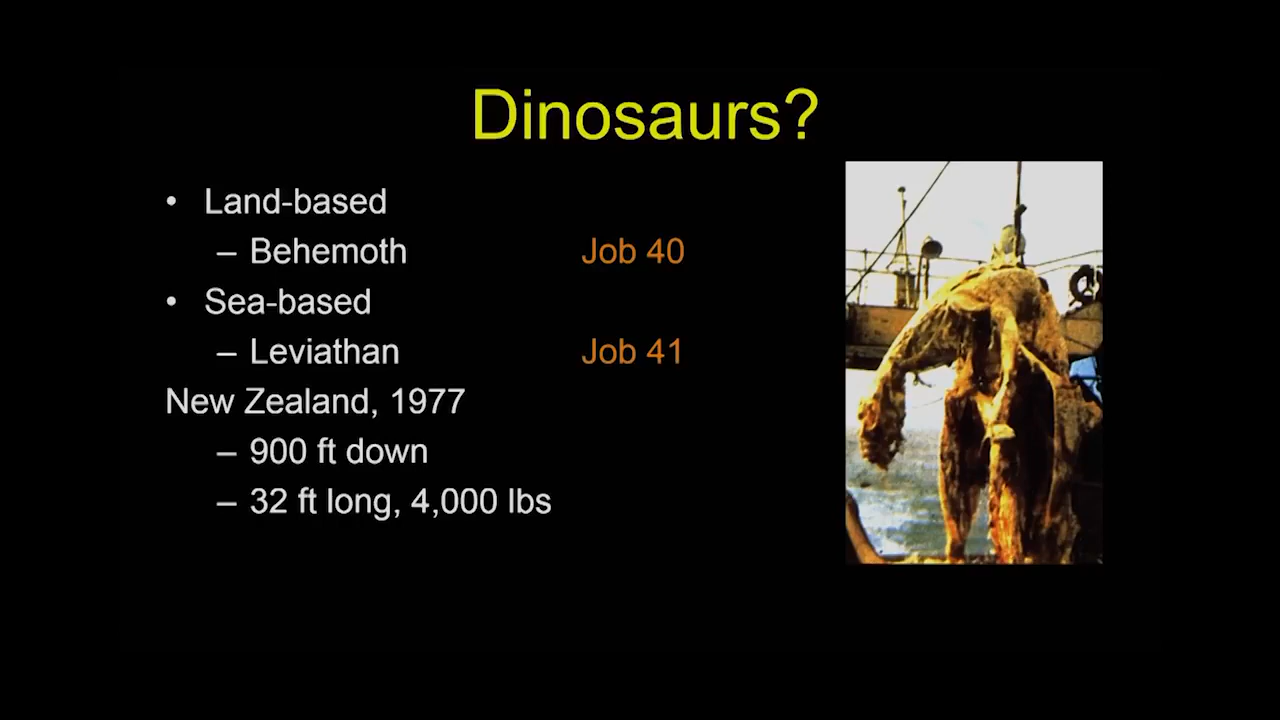 Dinosaurs?
• Land-based
– Behemoth Job 40
• Sea-based
– Leviathan Job 41
New Zealand, 1977
– 900 ft down
– 32 ft long, 4,000 lbs